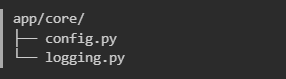 app/core/
├── config.py
└── logging.py